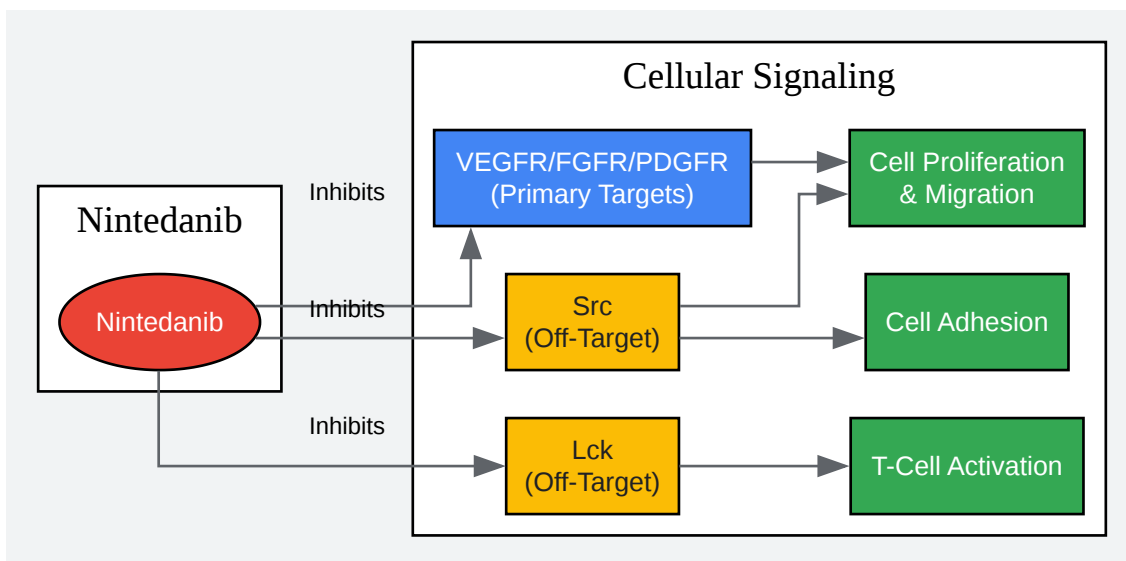 Cellular Signaling
VEGFR/FGFR/PDGFR
(Primary Targets)
Cell Proliferation
& Migration
Inhibits
Nintedanib
Nintedanib
Inhibits
Src
(Off-Target)
Cell Adhesion
Inhibits
Lck
(Off-Target)
T-Cell Activation